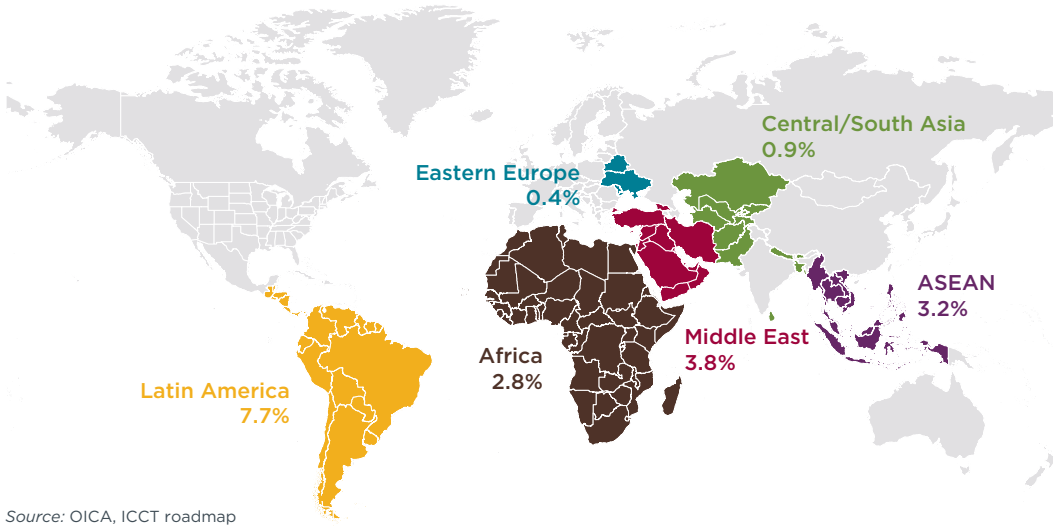 Central/South Asia
0.9%
Eastern Europe
0.4%
ASEAN
3.2%
Middle East
3.8%
Africa
2.8%
Latin America
7.7%
Source: OICA, ICCT roadmap